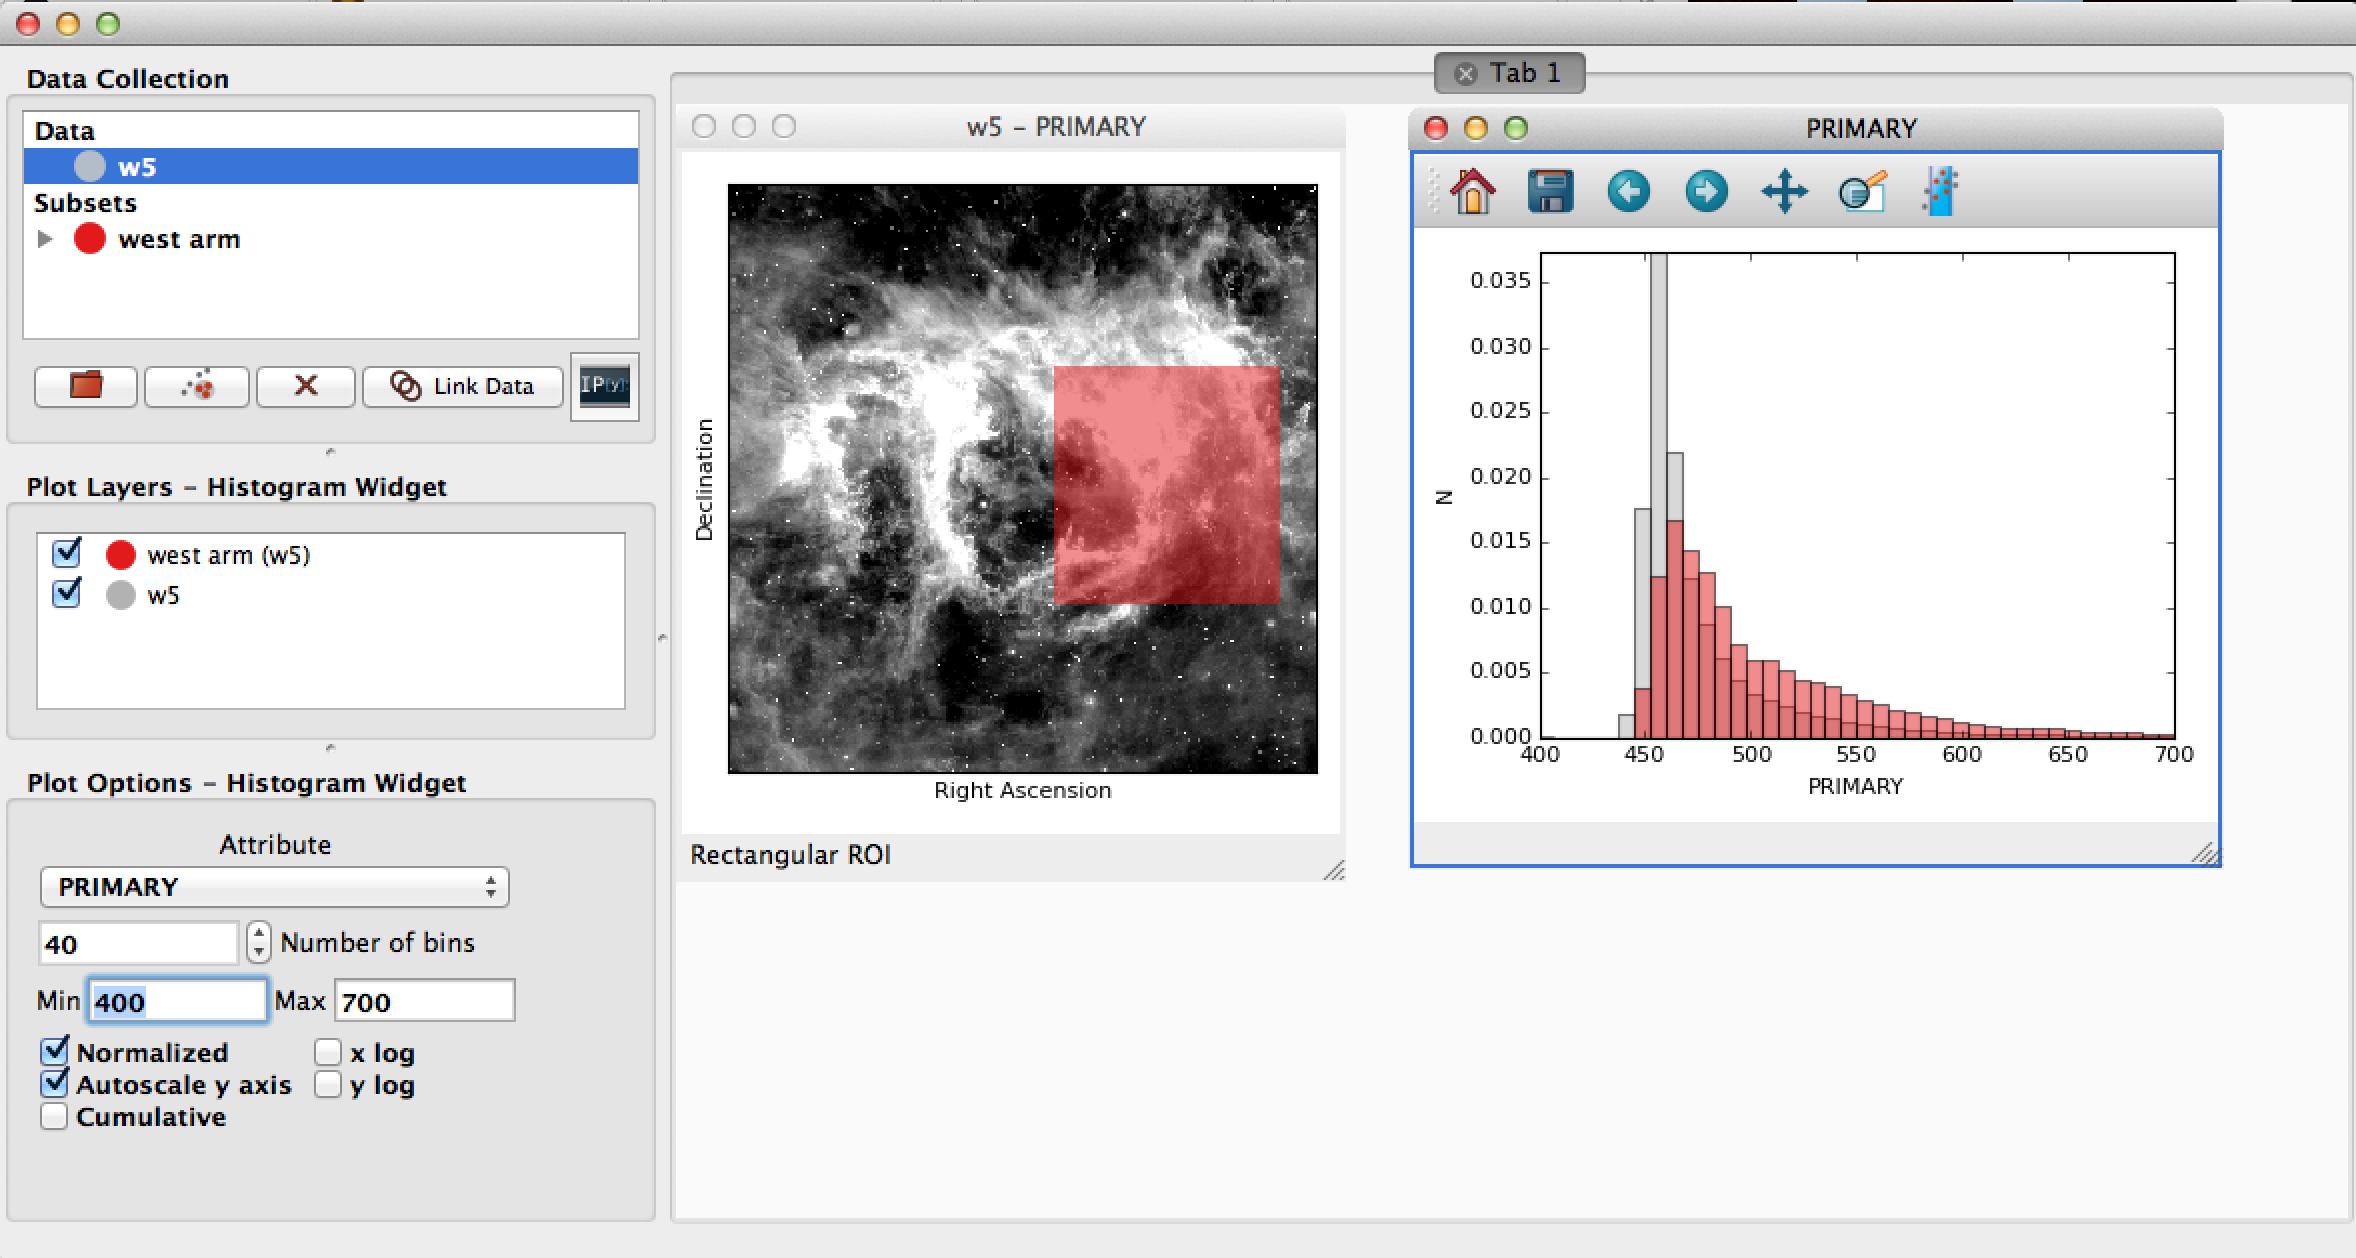 Data Collection
Data
w5
Subsets
west arm
Link Data
IP[y]:
Plot Layers - Histogram Widget
west arm (w5)
w5
Plot Options - Histogram Widget
Attribute
PRIMARY
40 Number of bins
Min 400 Max 700
Normalized x log
Autoscale y axis y log
Cumulative
Tab 1
w5 - PRIMARY
Declination
Right Ascension
Rectangular ROI
PRIMARY
0.035
0.030
0.025
0.020
0.015
0.010
0.005
0.000
N
400 450 500 550 600 650 700
PRIMARY